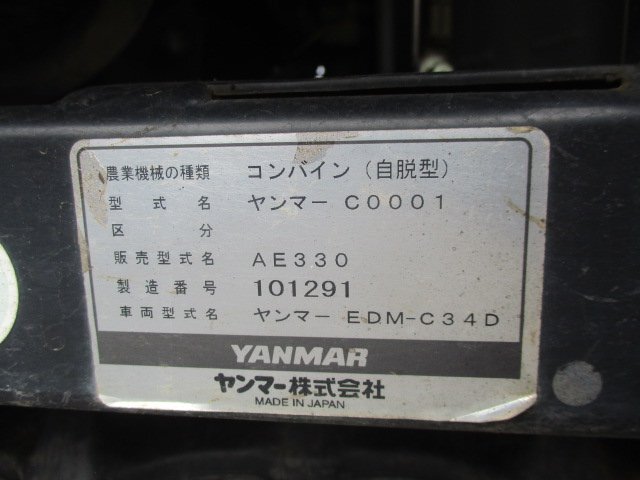 農業機械の種類 コンバイン（自脱型）
型式名 ヤンマー C0001
区分
販売型式名 AE330
製造番号 101291
車両型式名 ヤンマー EDM-C34D
YANMAR
ヤンマー株式会社
MADE IN JAPAN